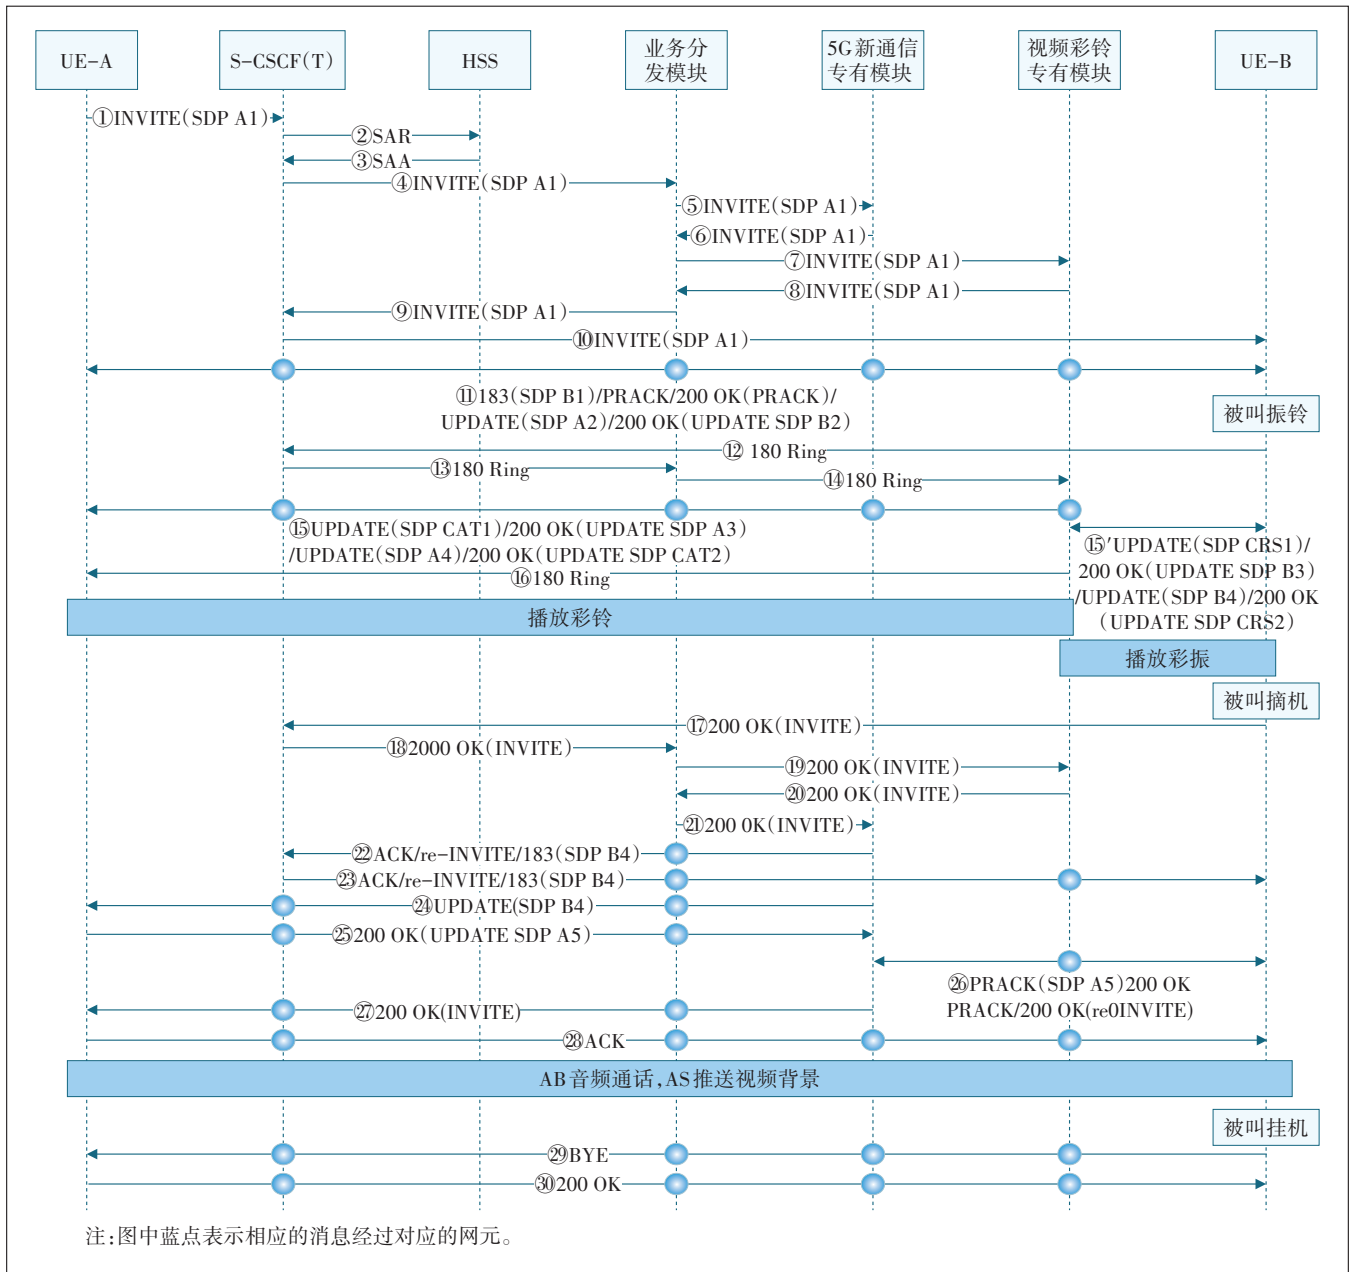 UE-A
S-CSCF(T)
HSS
业务分
发模块
5G新通信
专有模块
视频彩铃
专有模块
UE-B
①INVITE(SDP A1)
②SAR
③SAA
④INVITE(SDP A1)
⑤INVITE(SDP A1)
⑥INVITE(SDP A1)
⑦INVITE(SDP A1)
⑧INVITE(SDP A1)
⑨INVITE(SDP A1)
⑩INVITE(SDP A1)
⑪183(SDP B1)/PRACK/200 OK(PRACK)/
UPDATE(SDP A2)/200 OK(UPDATE SDP B2)
被叫振铃
⑫ 180 Ring
⑬180 Ring
⑭180 Ring
⑮UPDATE(SDP CAT1)/200 OK(UPDATE SDP A3)
/UPDATE(SDP A4)/200 OK(UPDATE SDP CAT2)
⑮′UPDATE(SDP CRS1)/
200 OK(UPDATE SDP B3)
/UPDATE(SDP B4)/200 OK
(UPDATE SDP CRS2)
⑯180 Ring
播放彩铃
播放彩振
被叫摘机
⑰200 OK(INVITE)
⑱2000 OK(INVITE)
⑲200 OK(INVITE)
⑳200 OK(INVITE)
㉑200 0K(INVITE)
㉒ACK/re-INVITE/183(SDP B4)
㉓ACK/re-INVITE/183(SDP B4)
㉔UPDATE(SDP B4)
㉕200 OK(UPDATE SDP A5)
㉖PRACK(SDP A5)200 OK
PRACK/200 OK(re0INVITE)
㉗200 OK(INVITE)
㉘ACK
AB音频通话,AS推送视频背景
被叫挂机
㉙BYE
㉚200 OK
注:图中蓝点表示相应的消息经过对应的网元。